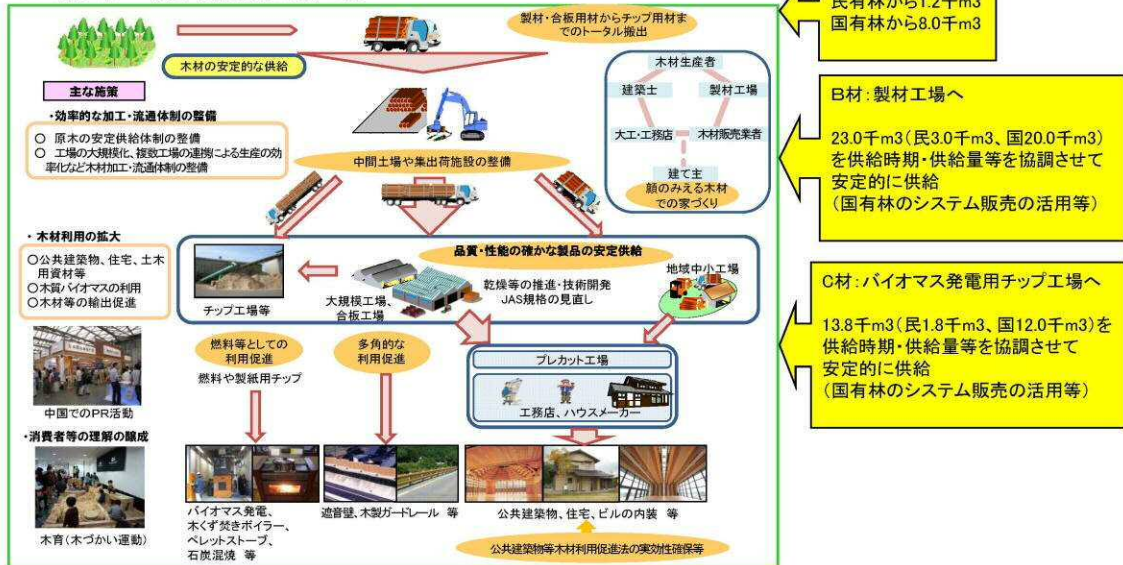 製材・合板用材からチップ用材ま
でのトータル搬出
木材の安定的な供給
主な施策
・効率的な加工・流通体制の整備
○ 原木の安定供給体制の整備
○ 工場の大規模化、複数工場の連携による生産の効
率化など木材加工・流通体制の整備
中間土場や集出荷施設の整備
木材生産者
建築士
製材工場
大工・工務店
木材販売業者
建て主
顔のみえる木材
での家づくり
・木材利用の拡大
○公共建築物、住宅、土木
用資材等
○木質バイオマスの利用
○木材等の輸出促進
品質・性能の確かな製品の安定供給
チップ工場等
大規模工場、
合板工場
乾燥等の推進・技術開発
JAS規格の見直し
地域中小工場
燃料等としての
利用促進
燃料や製紙用チップ
多角的な
利用促進
プレカット工場
工務店、ハウスメーカー
中国でのPR活動
・消費者等の理解の醸成
木育(木づかい運動)
バイオマス発電、
木くず焚きボイラー、
ペレットストーブ、
石炭混焼 等
遮音壁、木製ガードレール 等
公共建築物、住宅、ビルの内装 等
公共建築物等木材利用促進法の実効性確保等
民有林から1.2千m3
国有林から8.0千m3
B材:製材工場へ
23.0千m3(民3.0千m3、国20.0千m3)
を供給時期・供給量等を協調させて
安定的に供給
(国有林のシステム販売の活用等)
C材:バイオマス発電用チップ工場へ
13.8千m3(民1.8千m3、国12.0千m3)を
供給時期・供給量等を協調させて
安定的に供給
(国有林のシステム販売の活用等)